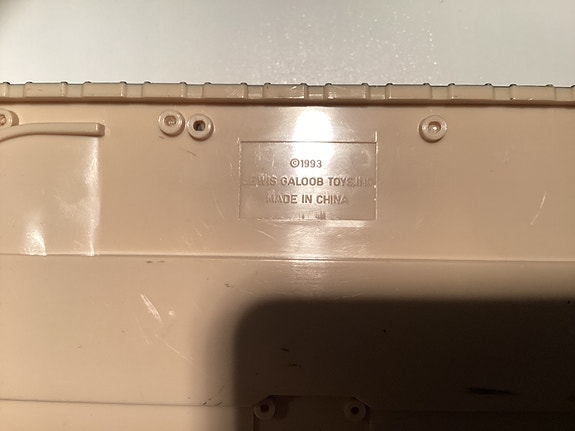 ©1993
LEWIS GALOOB TOYS, INC
MADE IN CHINA